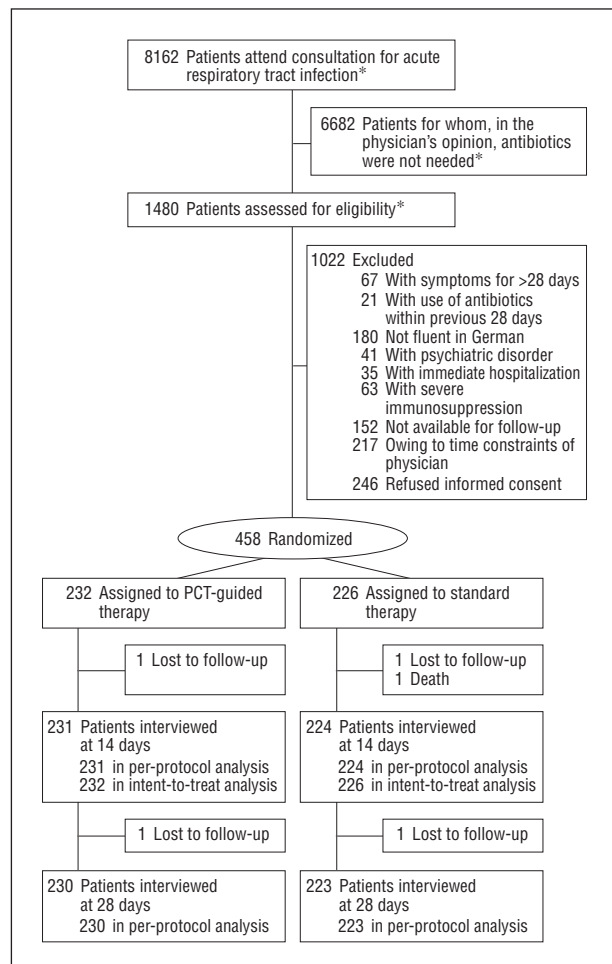 8162 Patients attend consultation for acute
respiratory tract infection*
6682 Patients for whom, in the
physician's opinion, antibiotics
were not needed*
1480 Patients assessed for eligibility*
1022 Excluded
67 With symptoms for >28 days
21 With use of antibiotics
within previous 28 days
180 Not fluent in German
41 With psychiatric disorder
35 With immediate hospitalization
63 With severe
immunosuppression
152 Not available for follow-up
217 Owing to time constraints of
physician
246 Refused informed consent
458 Randomized
232 Assigned to PCT-guided
therapy
226 Assigned to standard
therapy
1 Lost to follow-up
1 Lost to follow-up
1 Death
231 Patients interviewed
at 14 days
231 in per-protocol analysis
232 in intent-to-treat analysis
224 Patients interviewed
at 14 days
224 in per-protocol analysis
226 in intent-to-treat analysis
1 Lost to follow-up
1 Lost to follow-up
230 Patients interviewed
at 28 days
230 in per-protocol analysis
223 Patients interviewed
at 28 days
223 in per-protocol analysis